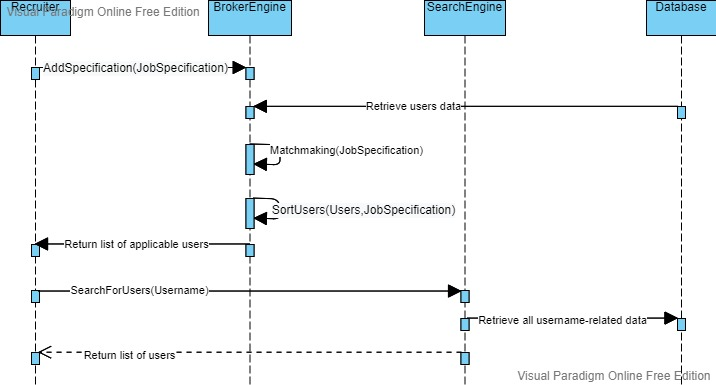 Recruiter
Visual Paradigm Online Free Edition
BrokerEngine
SearchEngine
Database
AddSpecification(JobSpecification)
Retrieve users data
Matchmaking(JobSpecification)
SortUsers(Users,JobSpecification)
Return list of applicable users
SearchForUsers(Username)
Retrieve all username-related data
Return list of users
Visual Paradigm Online Free Edition